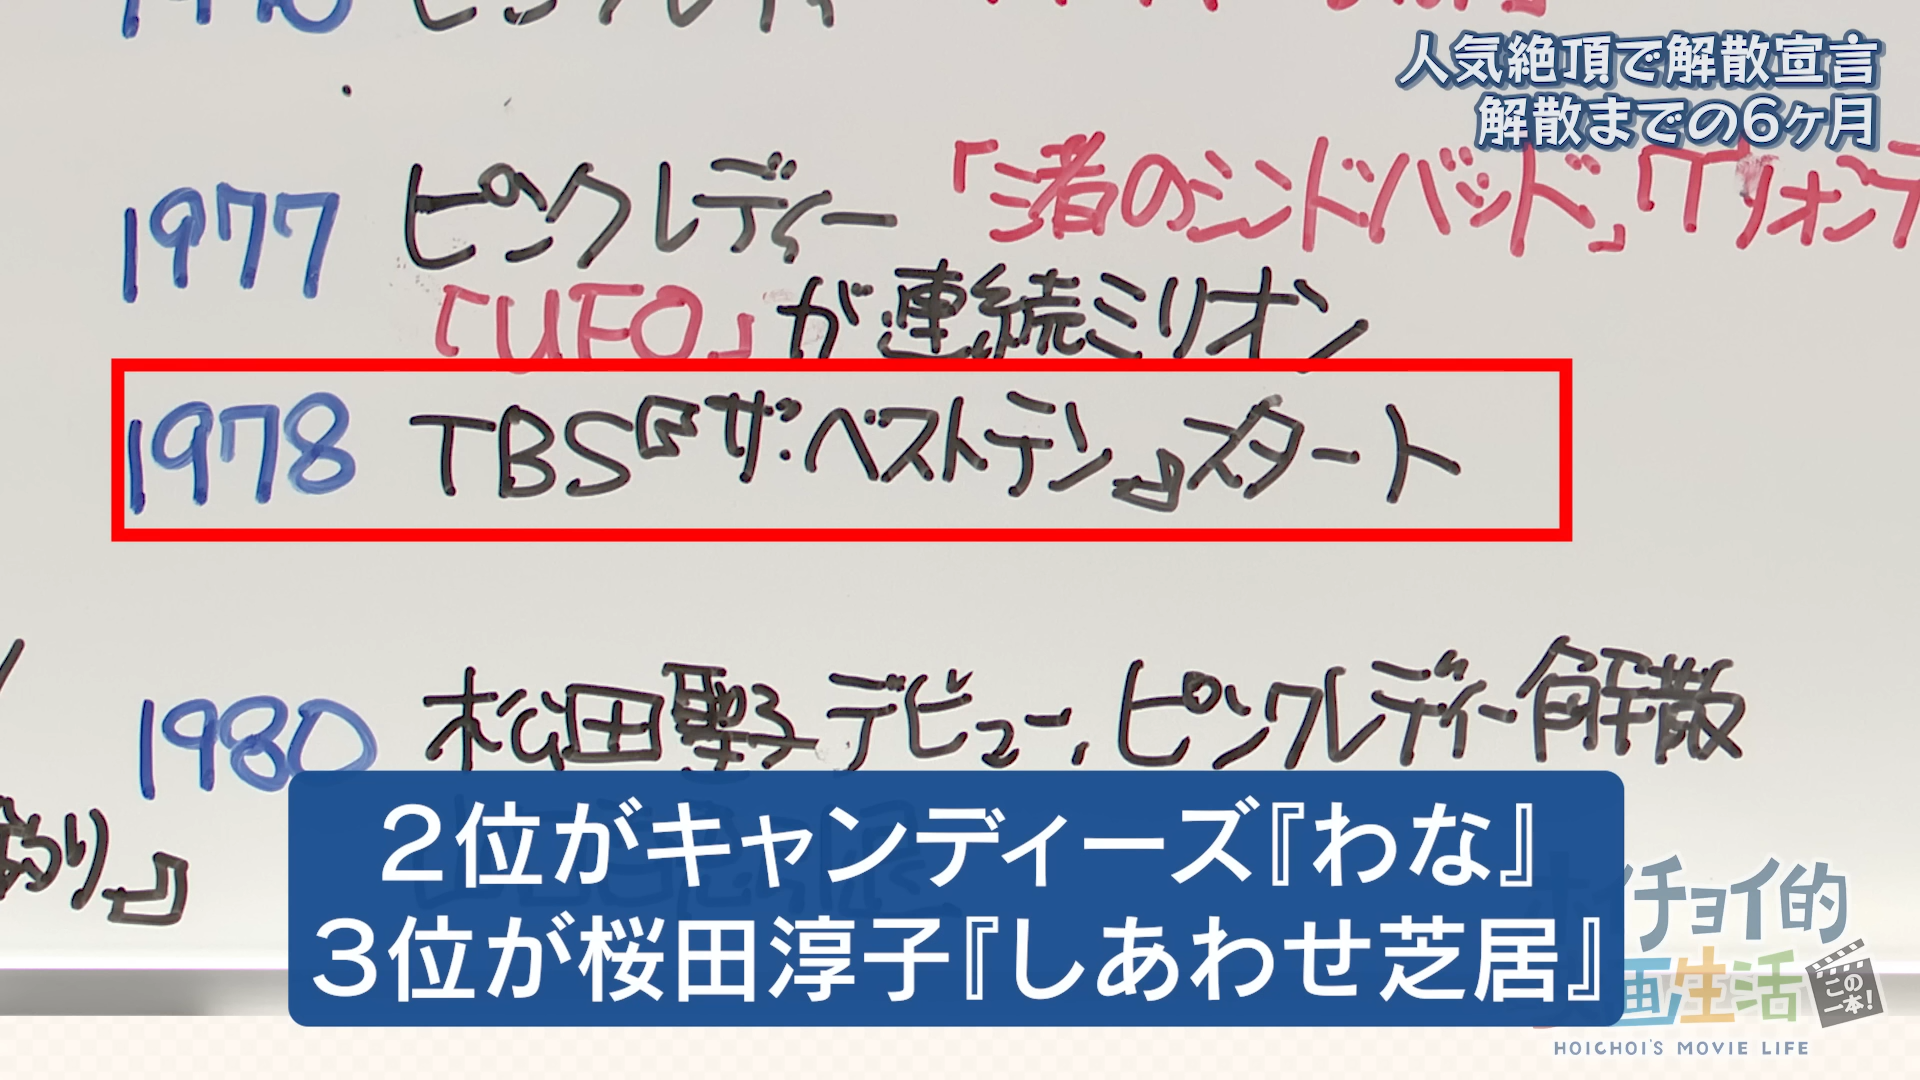 人気絶頂で解散宣言
解散までの6ヶ月
1977 ピンクレディー 「渚のシンドバッド」「ウォンテ
「UFO」が連続ミリオン
1978 TBS『ザ・ベストテン』スタート
1980 松田聖子デビュー、ピンクレディー解散
2位がキャンディーズ『わな』
3位が桜田淳子『しあわせ芝居』
イチョイ的
画生活
この一本!
HOICHOI'S MOVIE LIFE